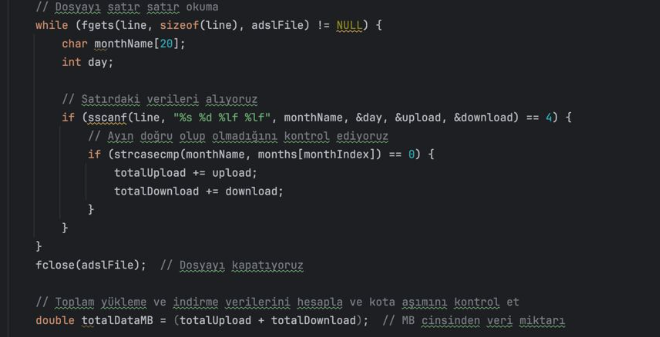 // Dosyayı satır satır okuma
while (fgets(line, sizeof(line), adslFile) != NULL) {
char monthName[20];
int day;
// Satırdaki verileri alıyoruz
if (sscanf(line, "%s %d %lf %lf", monthName, &day, &upload, &download) == 4) {
// Ayın doğru olup olmadığını kontrol ediyoruz
if (strcasecmp(monthName, months[monthIndex]) == 0) {
totalUpload += upload;
totalDownload += download;
}
}
}
fclose(adslFile);  // Dosyayı kapatıyoruz
// Toplam yükleme ve indirme verilerini hesapla ve kota aşımını kontrol et
double totalDataMB = (totalUpload + totalDownload);  // MB cinsinden veri miktarı